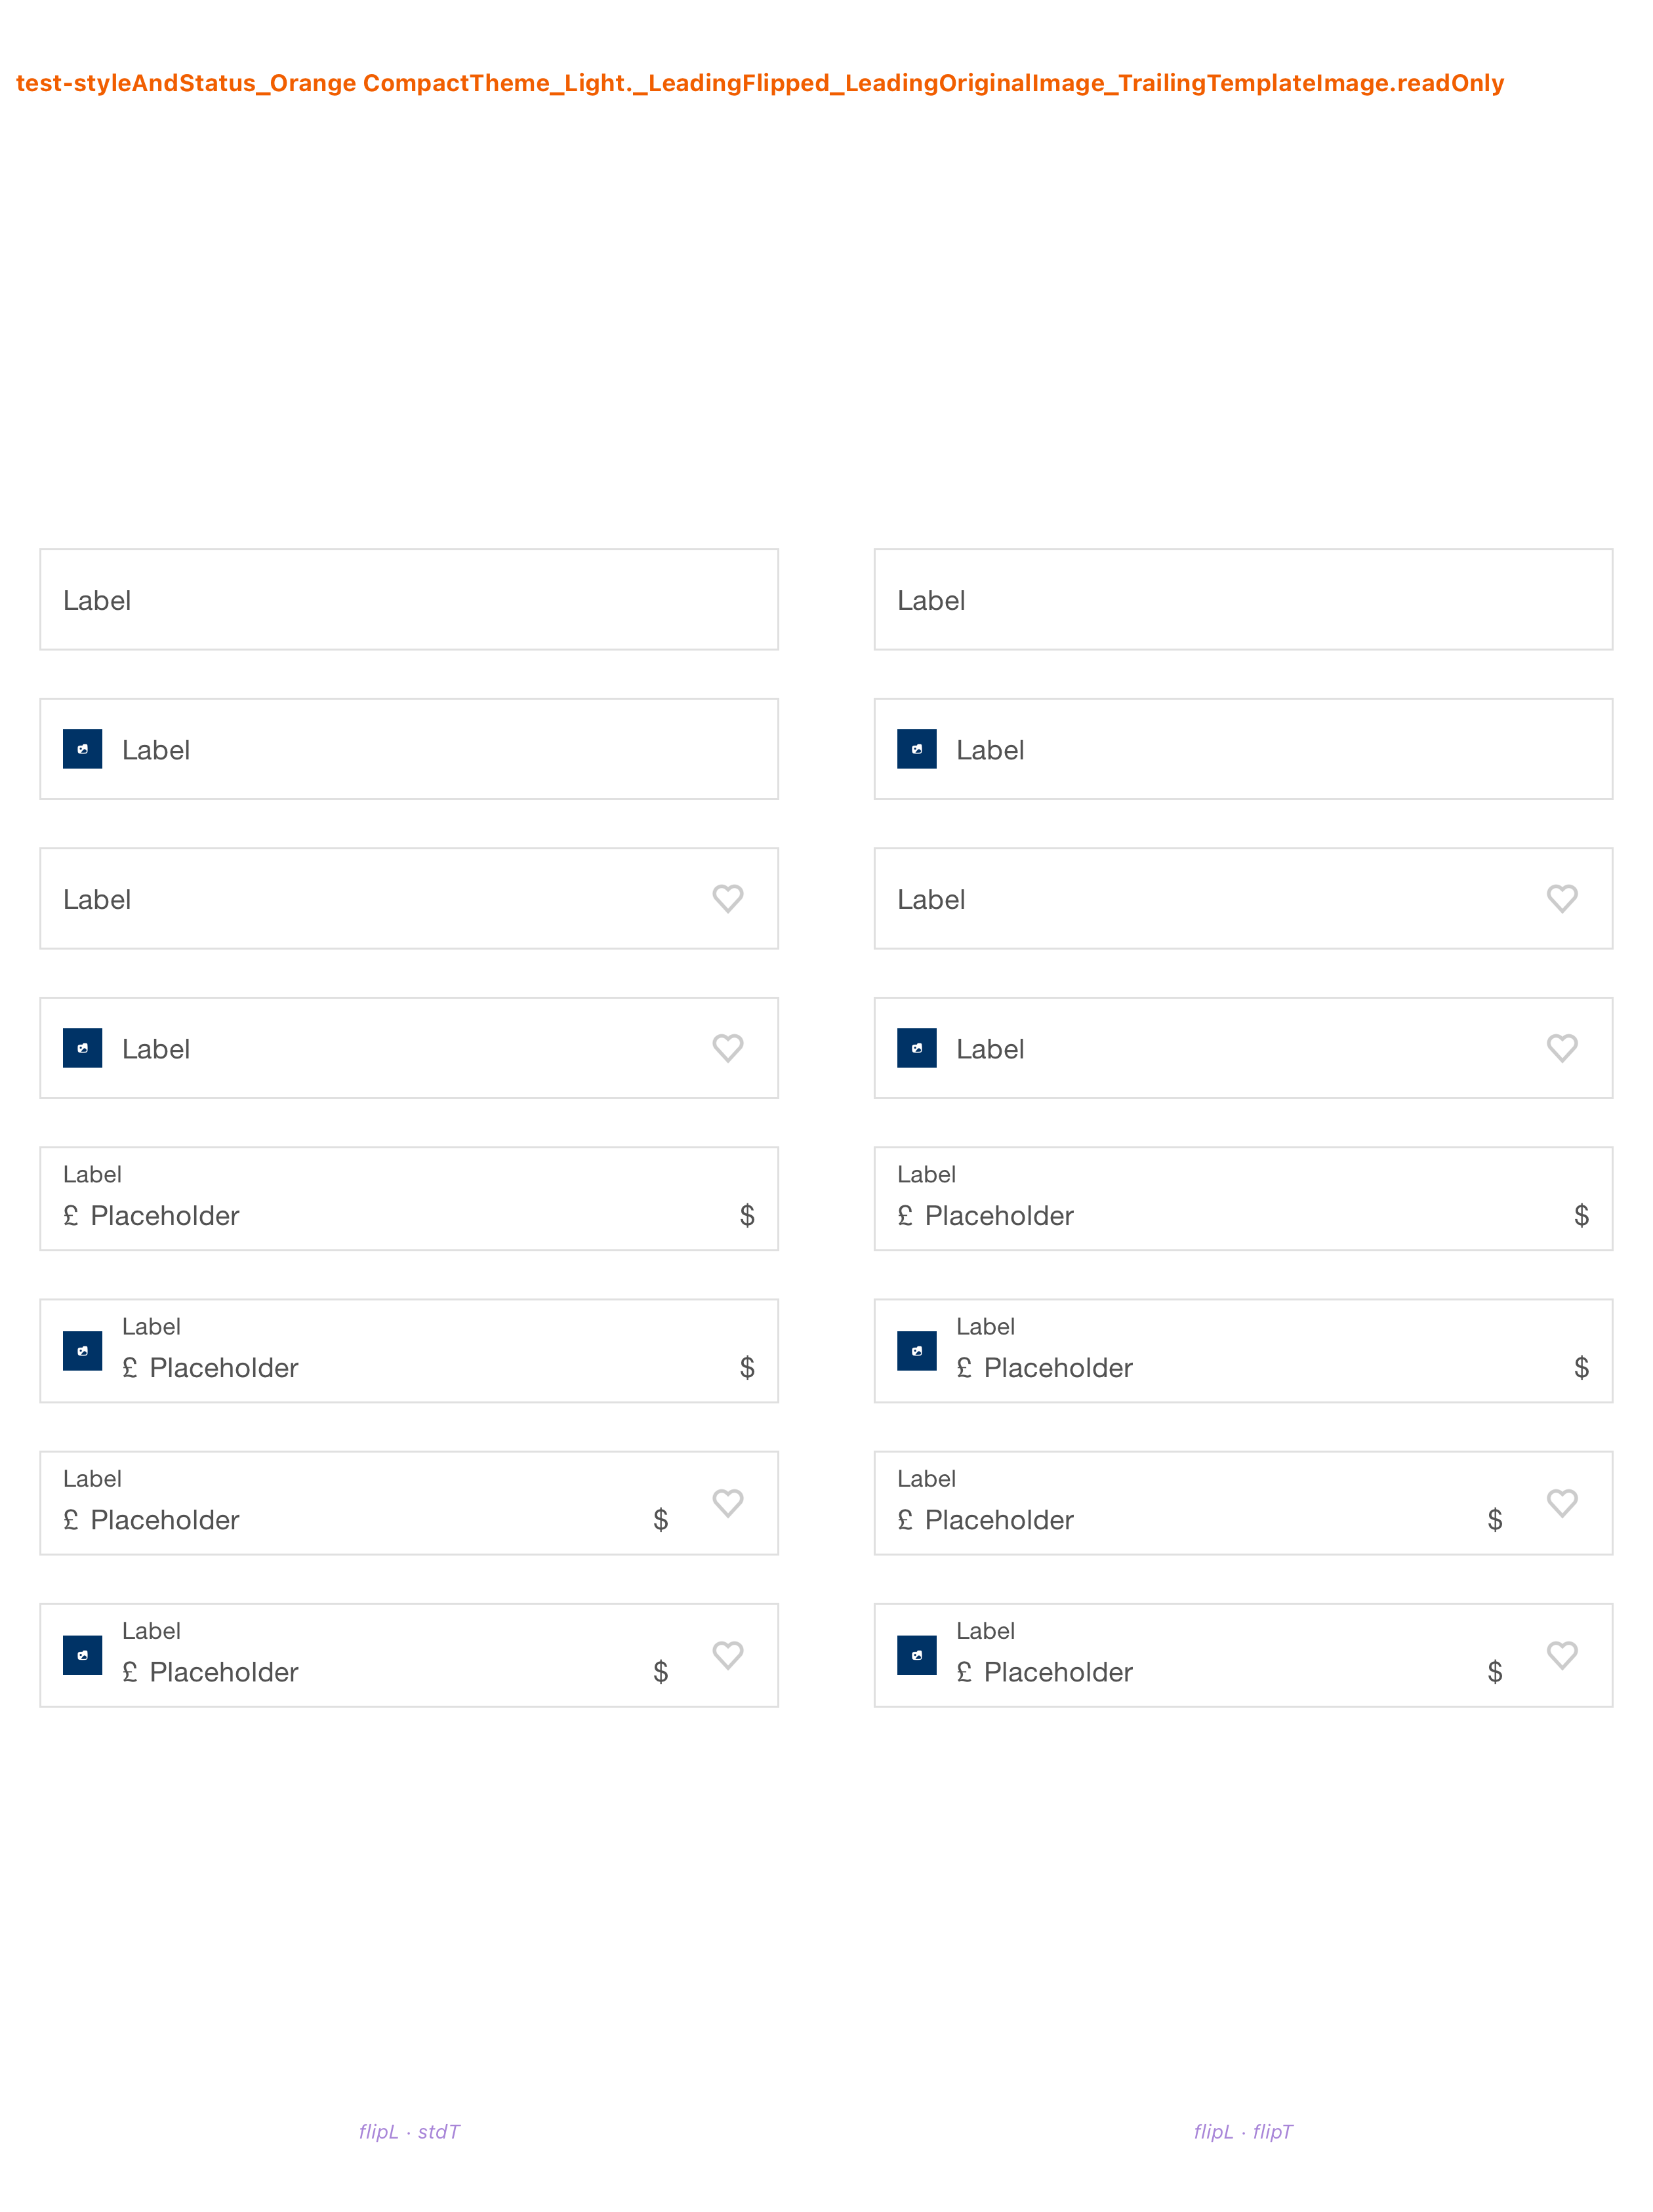 test-styleAndStatus_Orange CompactTheme_Light._LeadingFlipped_LeadingOriginalImage_TrailingTemplateImage.readOnly
Label
Label
Label
Label
Label
£ Placeholder $
Label
£ Placeholder $
Label
£ Placeholder $
Label
£ Placeholder $
flipL · stdT
Label
Label
Label
Label
Label
£ Placeholder $
Label
£ Placeholder $
Label
£ Placeholder $
Label
£ Placeholder $
flipL · flipT